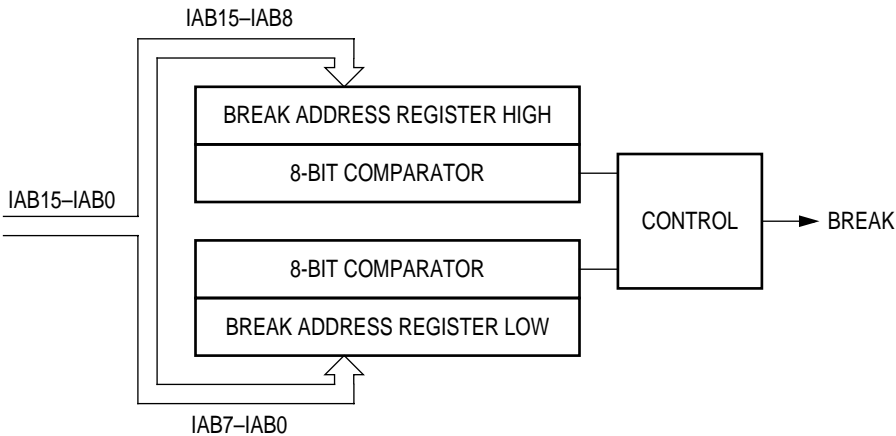 IAB15–IAB8
BREAK ADDRESS REGISTER HIGH
8-BIT COMPARATOR
IAB15–IAB0
CONTROL
BREAK
8-BIT COMPARATOR
BREAK ADDRESS REGISTER LOW
IAB7–IAB0